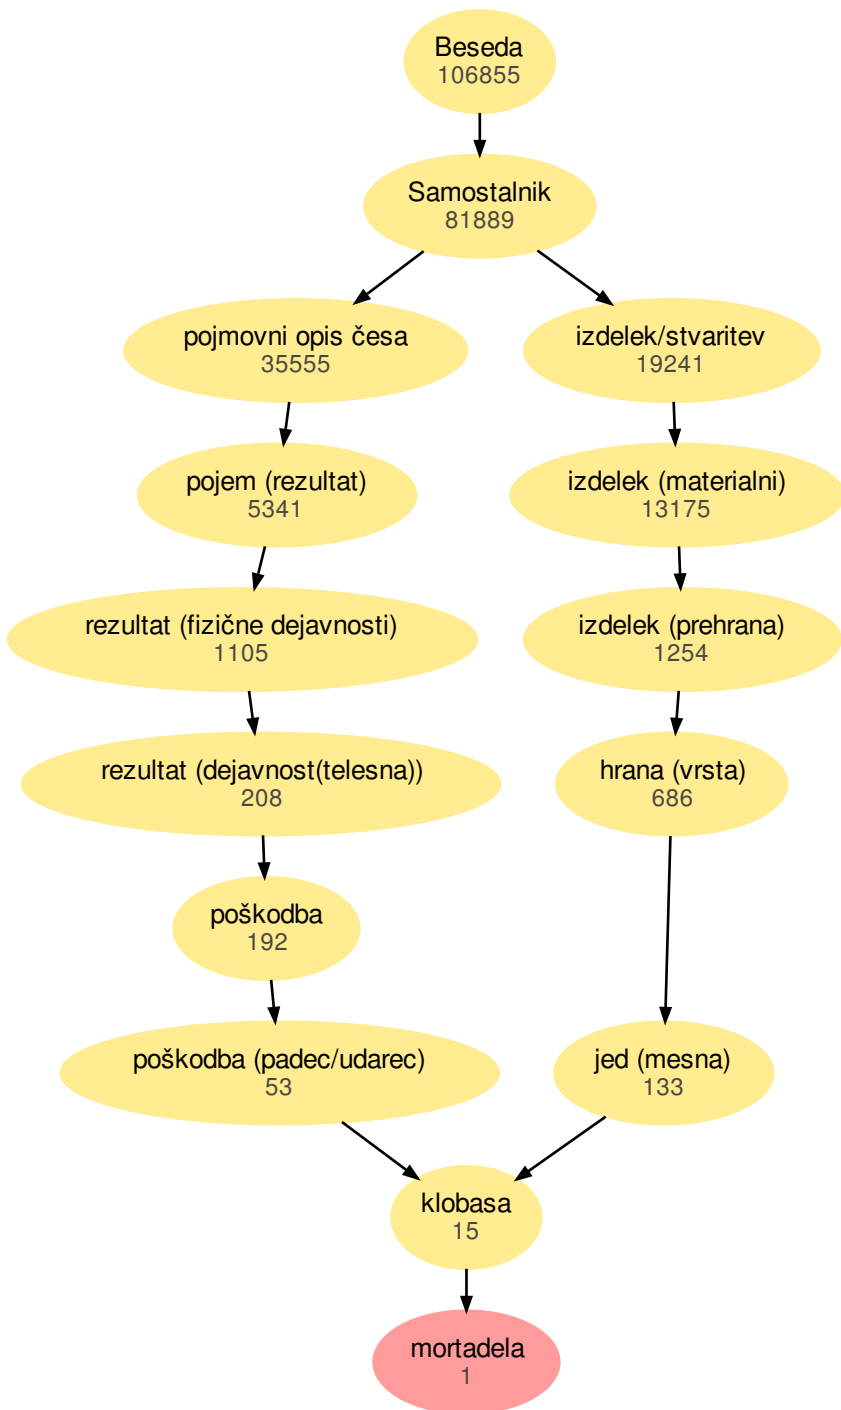 Beseda
106855
Samostalnik
81889
pojmovni opis česa
35555
izdelek/stvaritev
19241
pojem (rezultat)
5341
izdelek (materialni)
13175
rezultat (fizične dejavnosti)
1105
izdelek (prehrana)
1254
rezultat (dejavnost(telesna))
208
hrana (vrsta)
686
poškodba
192
poškodba (padec/udarec)
53
jed (mesna)
133
klobasa
15
mortadela
1